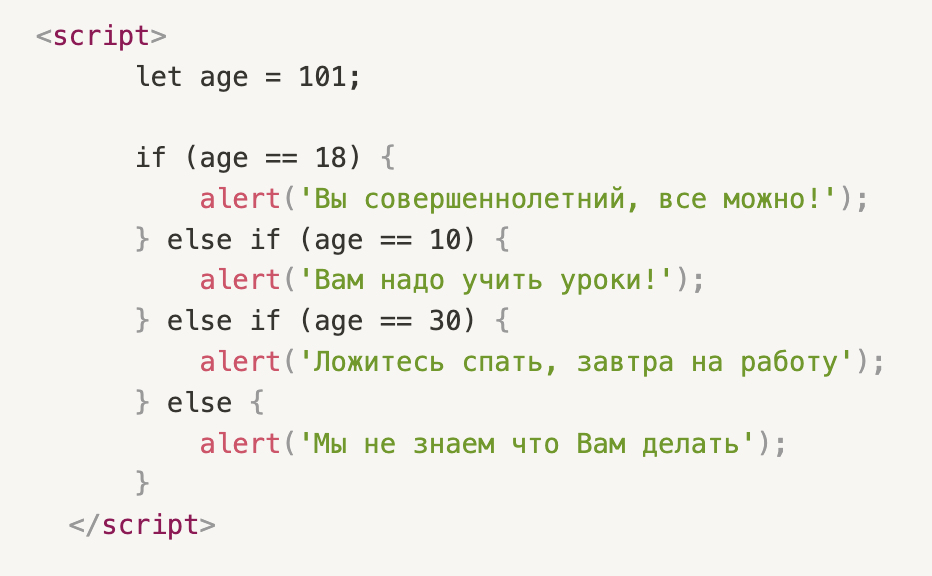 <script>
let age = 101;
if (age == 18) {
alert('Вы совершеннолетний, все можно!');
} else if (age == 10) {
alert('Вам надо учить уроки!');
} else if (age == 30) {
alert('Ложитесь спать, завтра на работу');
} else {
alert('Мы не знаем что Вам делать');
}
</script>